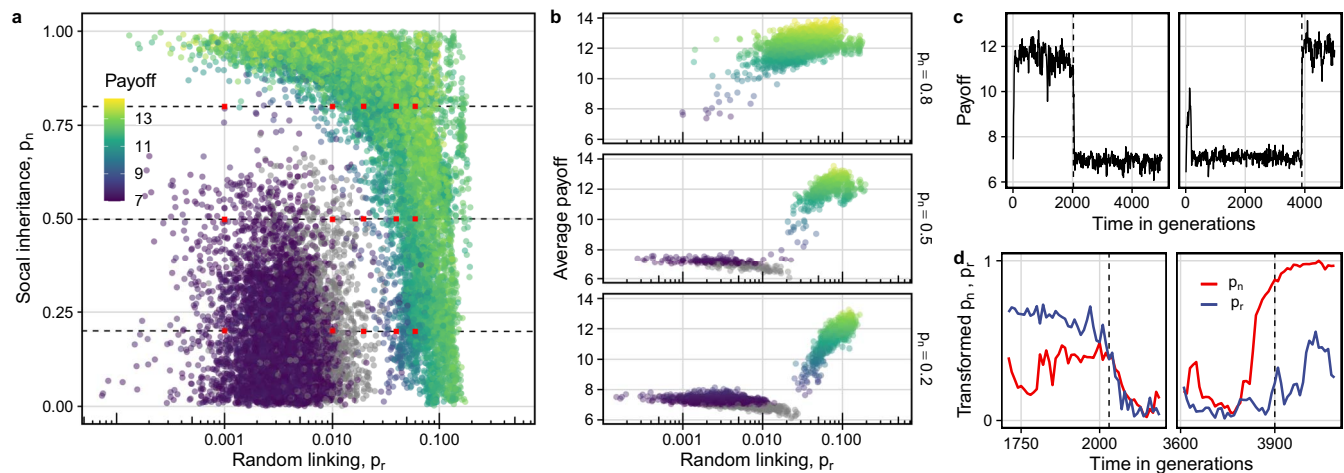 a
1.00
0.75
0.50
0.25
0.00
Socal inheritance, pn
Payoff
13
11
9
7
0.001
0.010
0.100
Random linking, pr
b
14
12
10
8
6
pn = 0.8
14
12
10
8
6
pn = 0.5
14
12
10
8
6
pn = 0.2
Average payoff
0.001
0.010
0.100
Random linking, pr
c
Payoff
12
10
8
6
0
2000
4000
0
2000
4000
Time in generations
d
Transformed pn , pr
1
0
pn
pr
1750
2000
3600
3900
Time in generations